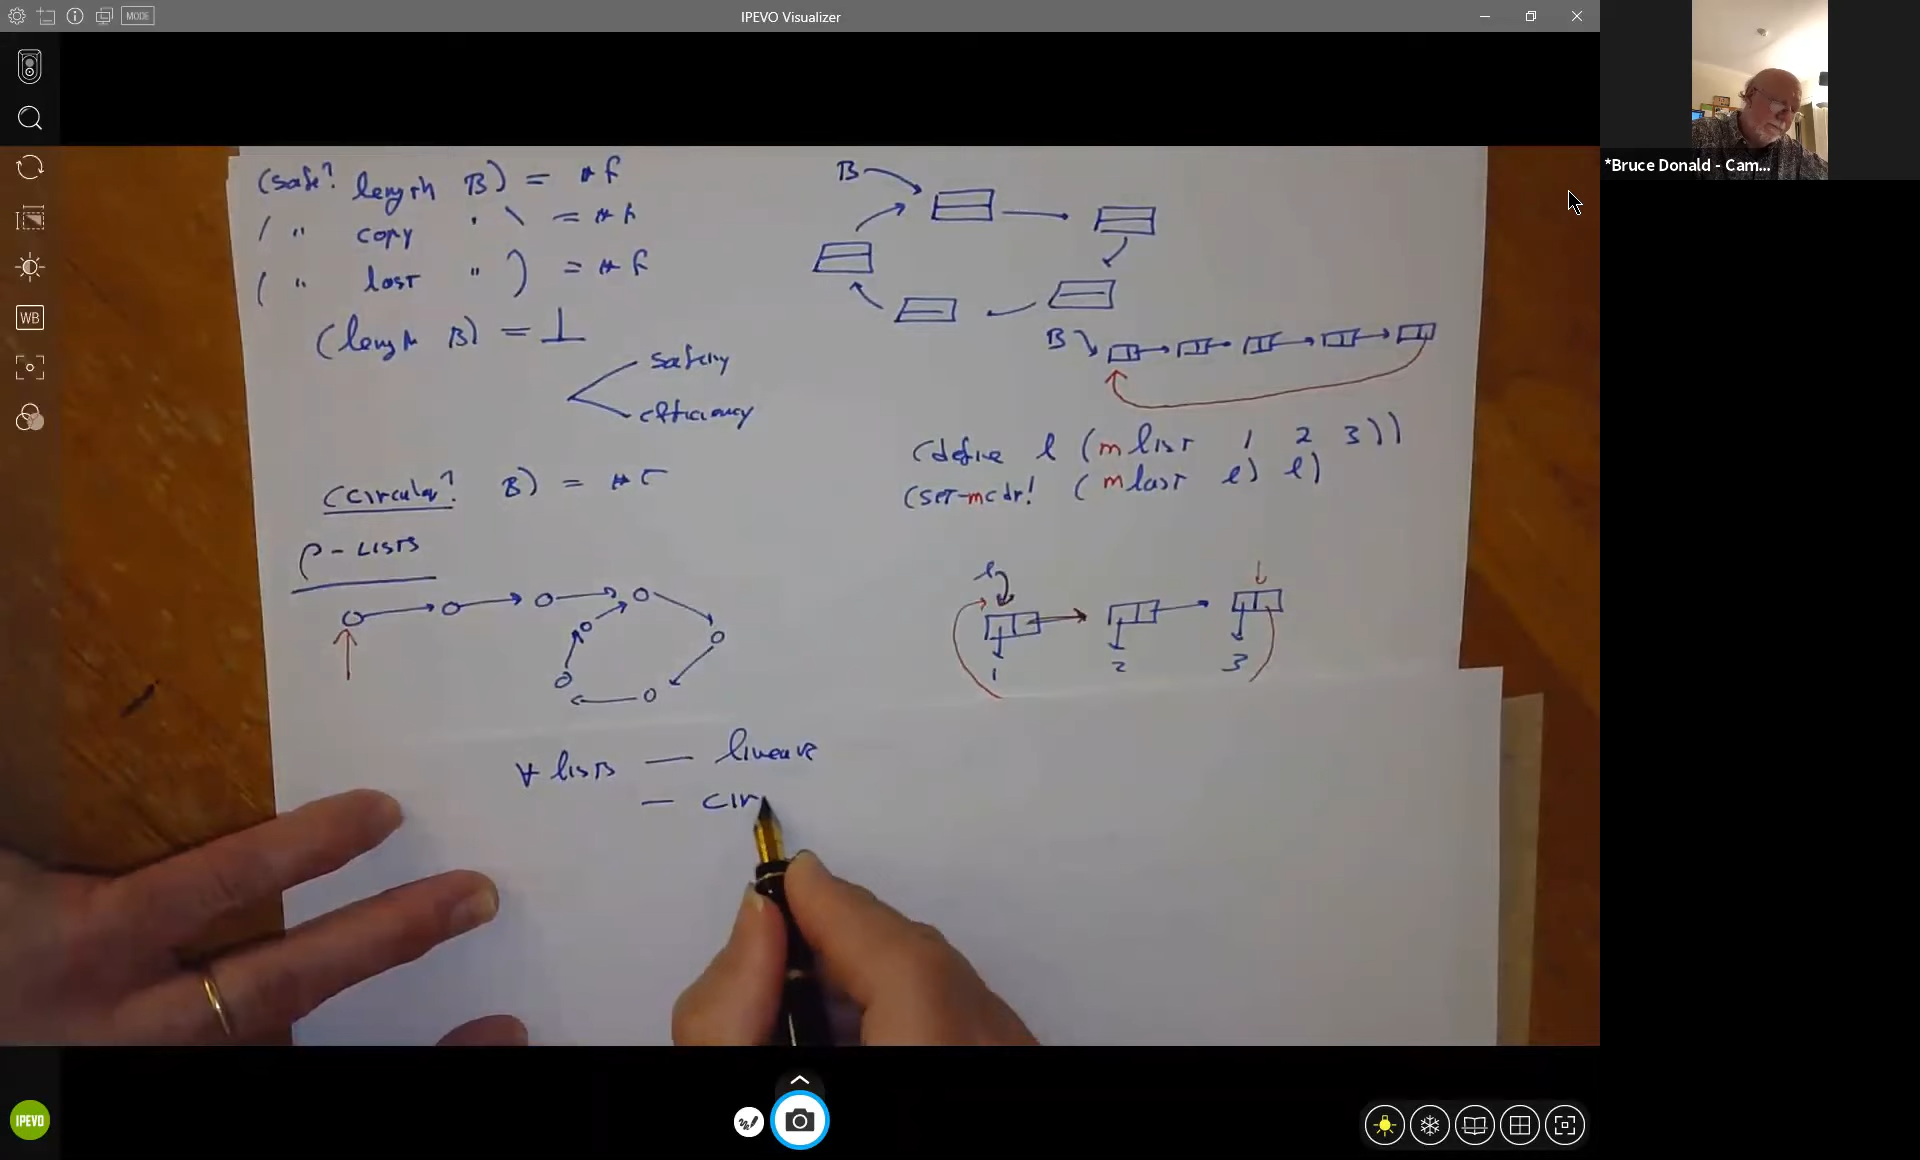 MODE
IPEVO Visualizer
WB
*Bruce Donald - Cam...
(safe? length B) = #f
( " copy " ) = #f
( " last " ) = #f
(length B) = ⊥
safety
efficiency
B
B
(define l (mlist 1 2 3))
(set-mcdr! (mlast l) l)
(circular? B) = #t
ρ-LISTS
l
1
2
3
∀ lists — linear
— cir
IPEVO